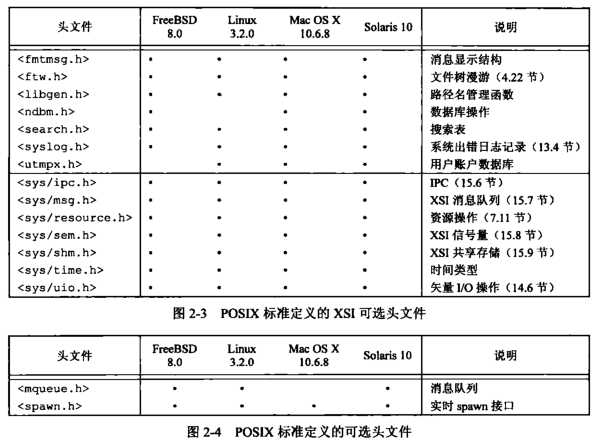 头文件 FreeBSD 8.0 Linux 3.2.0 Mac OS X 10.6.8 Solaris 10 说明
<fmtmsg.h> • • • • 消息显示结构
<ftw.h> • • • • 文件树漫游（4.22 节）
<libgen.h> • • • • 路径名管理函数
<ndbm.h> • • • 数据库操作
<search.h> • • • • 搜索表
<syslog.h> • • • • 系统出错日志记录（13.4 节）
<utmpx.h> • • • 用户账户数据库
<sys/ipc.h> • • • • IPC（15.6 节）
<sys/msg.h> • • • • XSI 消息队列（15.7 节）
<sys/resource.h> • • • • 资源操作（7.11 节）
<sys/sem.h> • • • • XSI 信号量（15.8 节）
<sys/shm.h> • • • • XSI 共享存储（15.9 节）
<sys/time.h> • • • • 时间类型
<sys/uio.h> • • • • 矢量 I/O 操作（14.6 节）
图 2-3 POSIX 标准定义的 XSI 可选头文件
头文件 FreeBSD 8.0 Linux 3.2.0 Mac OS X 10.6.8 Solaris 10 说明
<mqueue.h> • • • 消息队列
<spawn.h> • • • • 实时 spawn 接口
图 2-4 POSIX 标准定义的可选头文件